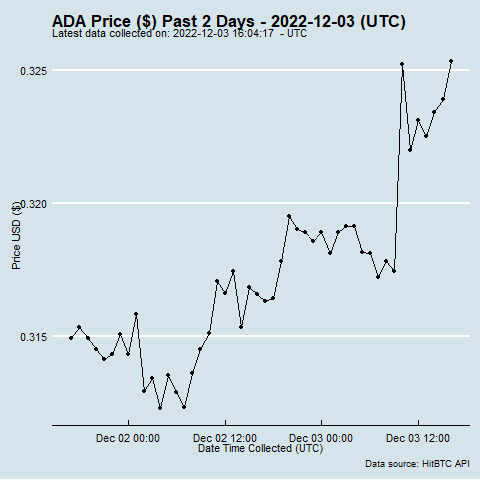 ADA Price ($) Past 2 Days - 2022-12-03 (UTC)
Latest data collected on: 2022-12-03 16:04:17 - UTC
0.325
0.320
0.315
Price USD ($)
Dec 02 00:00
Dec 02 12:00
Dec 03 00:00
Dec 03 12:00
Date Time Collected (UTC)
Data source: HitBTC API